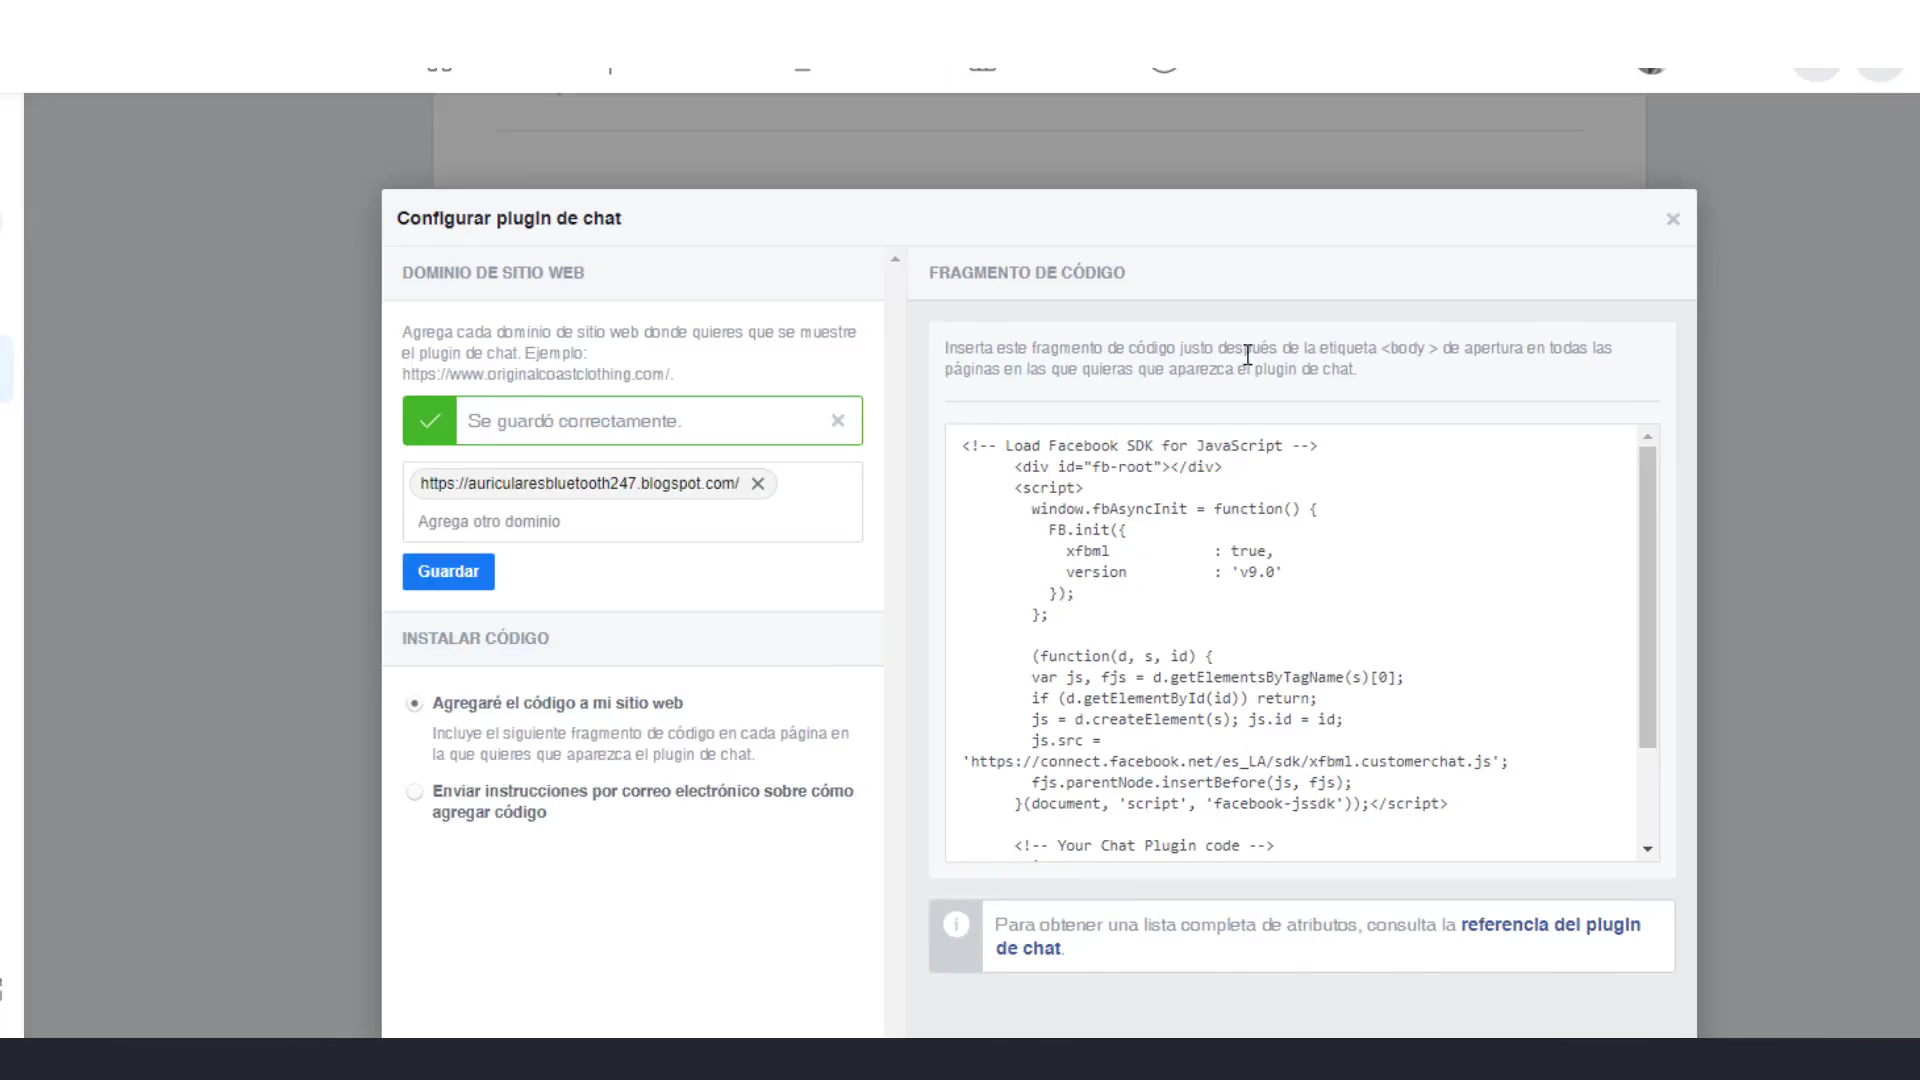 Configurar plugin de chat
DOMINIO DE SITIO WEB
Agrega cada dominio de sitio web donde quieres que se muestre
el plugin de chat. Ejemplo:
https://www.originalcoastclothing.com/.
Se guardó correctamente.
https://auricularesbluetooth247.blogspot.com/
Agrega otro dominio
Guardar
INSTALAR CÓDIGO
Agregaré el código a mi sitio web
Incluye el siguiente fragmento de código en cada página en
la que quieres que aparezca el plugin de chat.
Enviar instrucciones por correo electrónico sobre cómo
agregar código
FRAGMENTO DE CÓDIGO
Inserta este fragmento de código justo después de la etiqueta <body > de apertura en todas las
páginas en las que quieras que aparezca el plugin de chat.
<!-- Load Facebook SDK for JavaScript -->
<div id="fb-root"></div>
<script>
window.fbAsyncInit = function() {
FB.init({
xfbml : true,
version : 'v9.0'
});
};
(function(d, s, id) {
var js, fjs = d.getElementsByTagName(s)[0];
if (d.getElementById(id)) return;
js = d.createElement(s); js.id = id;
js.src =
'https://connect.facebook.net/es_LA/sdk/xfbml.customerchat.js';
fjs.parentNode.insertBefore(js, fjs);
}(document, 'script', 'facebook-jssdk'));</script>
<!-- Your Chat Plugin code -->
Para obtener una lista completa de atributos, consulta la referencia del plugin
de chat.